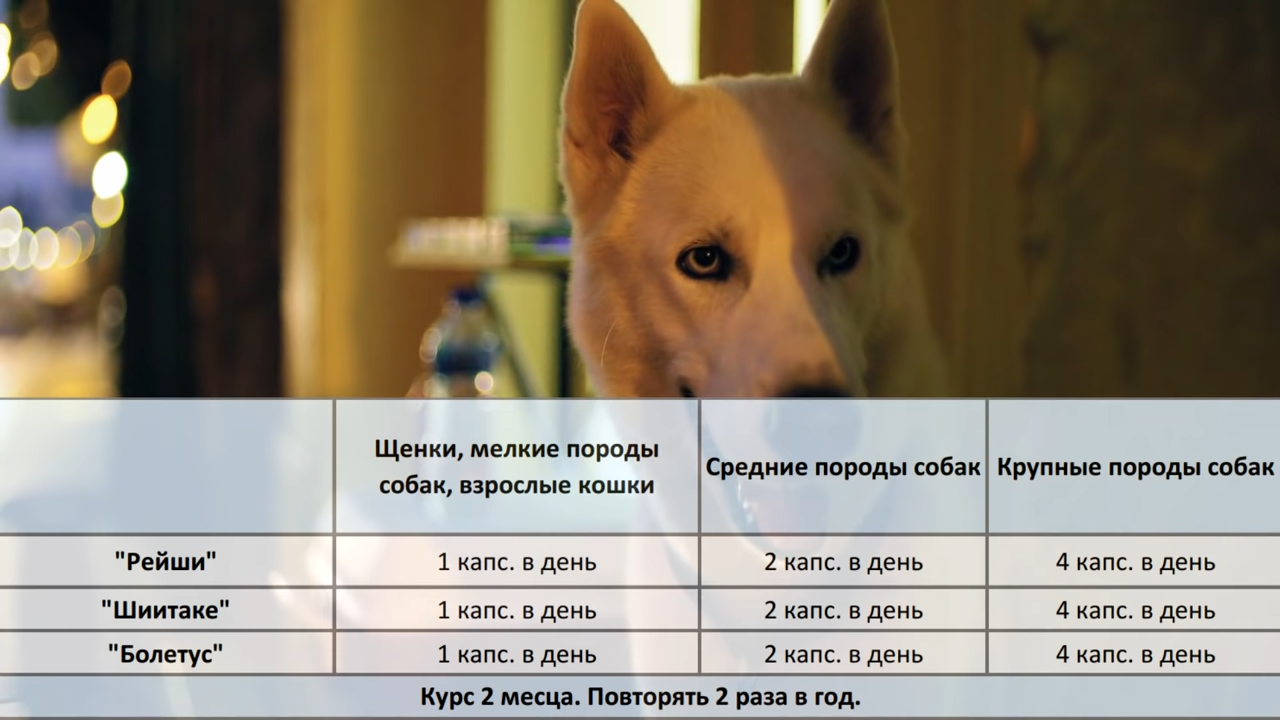 Щенки, мелкие породы
собак, взрослые кошки
Средние породы собак
Крупные породы собак
"Рейши"
1 капс. в день
2 капс. в день
4 капс. в день
"Шиитаке"
1 капс. в день
2 капс. в день
4 капс. в день
"Болетус"
1 капс. в день
2 капс. в день
4 капс. в день
Курс 2 месца. Повторять 2 раза в год.